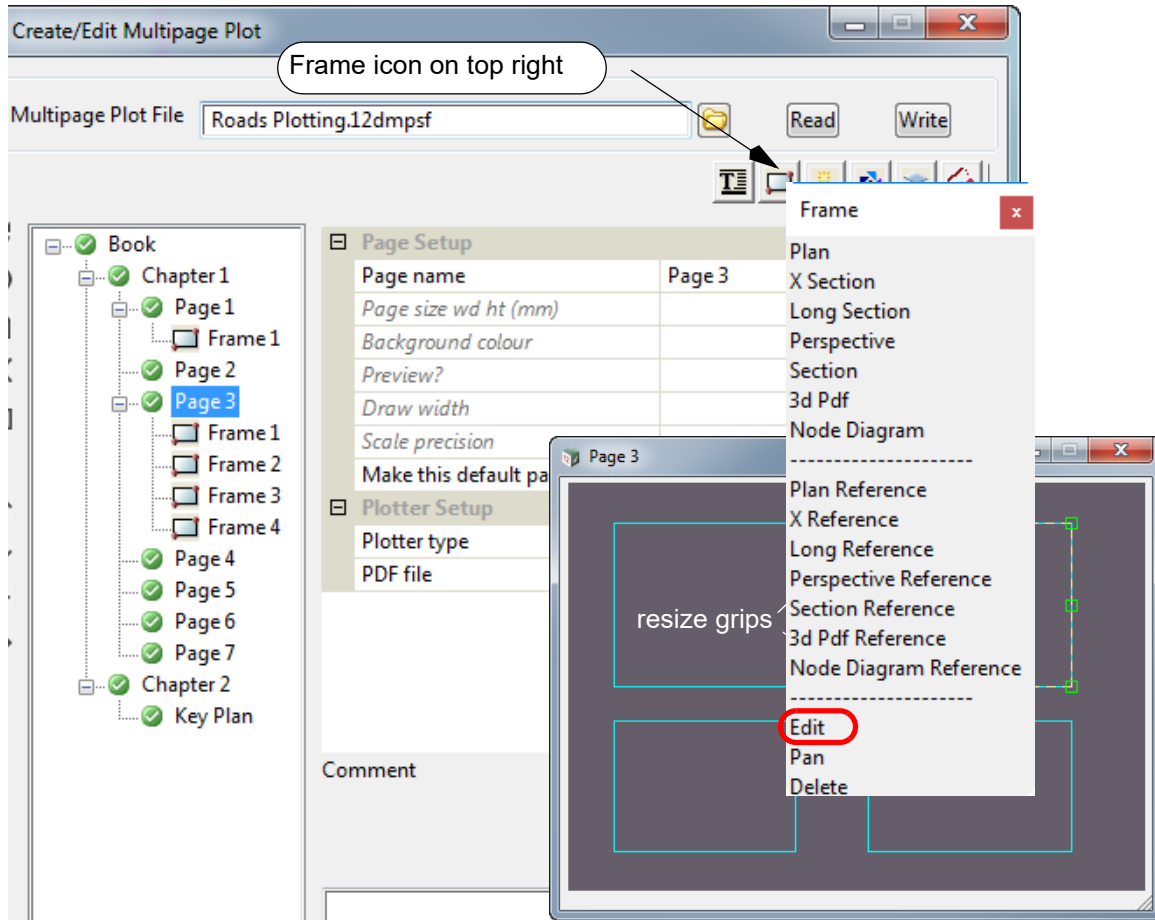 Create/Edit Multipage Plot
Frame icon on top right
Multipage Plot File
Roads Plotting.12dmpsf
Read
Write
T
Frame
x
Plan
X Section
Long Section
Perspective
Section
3d Pdf
Node Diagram
---------------------
Plan Reference
X Reference
Long Reference
Perspective Reference
Section Reference
3d Pdf Reference
Node Diagram Reference
---------------------
Edit
Pan
Delete
Book
Chapter 1
Page 1
Frame 1
Page 2
Page 3
Frame 1
Frame 2
Frame 3
Frame 4
Page 4
Page 5
Page 6
Page 7
Chapter 2
Key Plan
Page Setup
Page name Page 3
Page size wd ht (mm)
Background colour
Preview?
Draw width
Scale precision
Make this default pa
Plotter Setup
Plotter type
PDF file
Comment
Page 3
resize grips